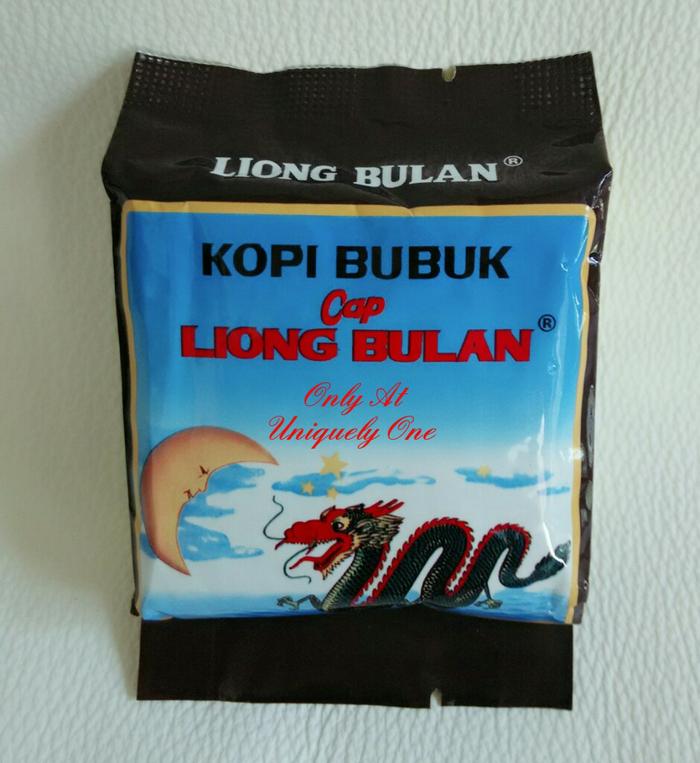 LIONG BULAN®
KOPI BUBUK
Cap
LIONG BULAN®
Only At
Uniquely One